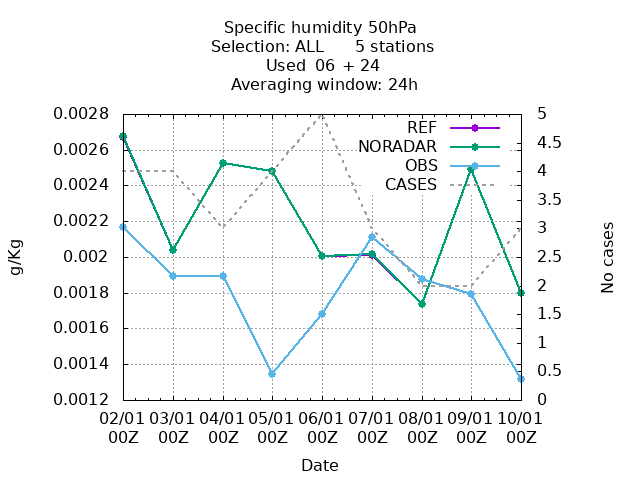 Specific humidity 50hPa
Selection: ALL 5 stations
Used 06 + 24
Averaging window: 24h
REF
NORADAR
OBS
CASES
0.0028
0.0026
0.0024
0.0022
0.002
0.0018
0.0016
0.0014
0.0012
5
4.5
4
3.5
3
2.5
2
1.5
1
0.5
0
g/Kg
No cases
02/01 03/01 04/01 05/01 06/01 07/01 08/01 09/01 10/01
00Z 00Z 00Z 00Z 00Z 00Z 00Z 00Z 00Z
Date